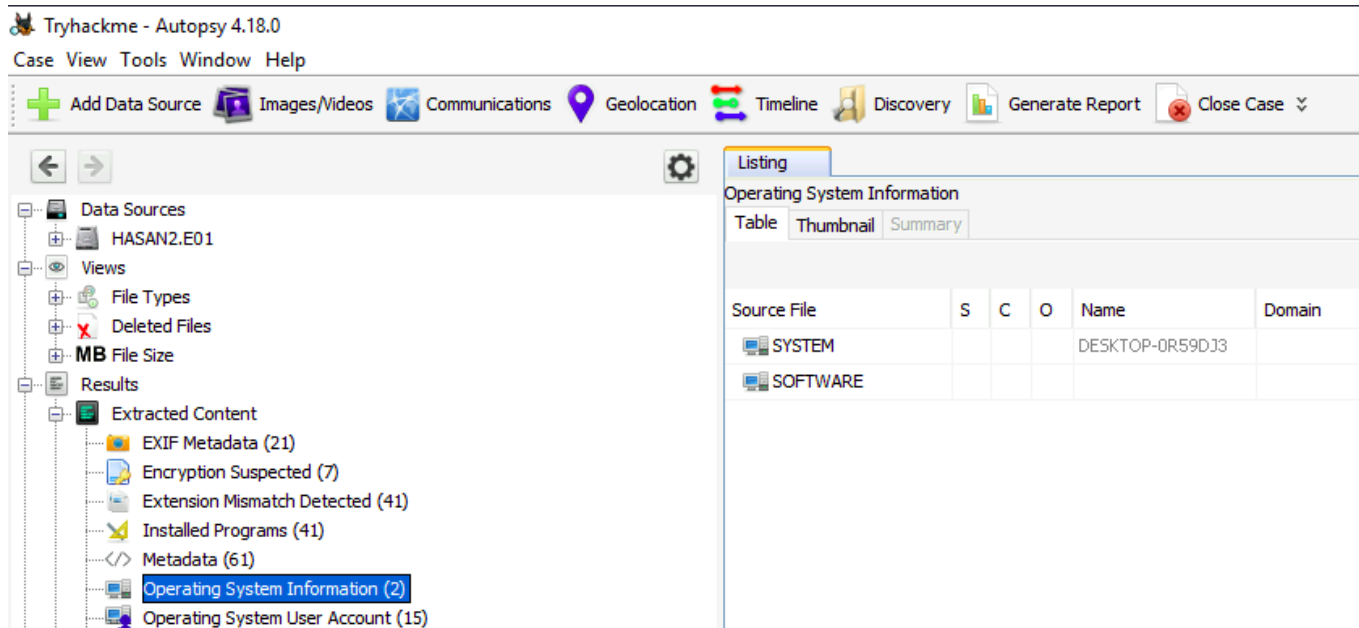 Tryhackme - Autopsy 4.18.0
Case View Tools Window Help
Add Data Source Images/Videos Communications Geolocation Timeline Discovery Generate Report Close Case
Data Sources
HASAN2.E01
Views
File Types
Deleted Files
MB File Size
Results
Extracted Content
EXIF Metadata (21)
Encryption Suspected (7)
Extension Mismatch Detected (41)
Installed Programs (41)
Metadata (61)
Operating System Information (2)
Operating System User Account (15)
Listing
Operating System Information
Table Thumbnail Summary
Source File S C O Name Domain
SYSTEM DESKTOP-0R59DJ3
SOFTWARE